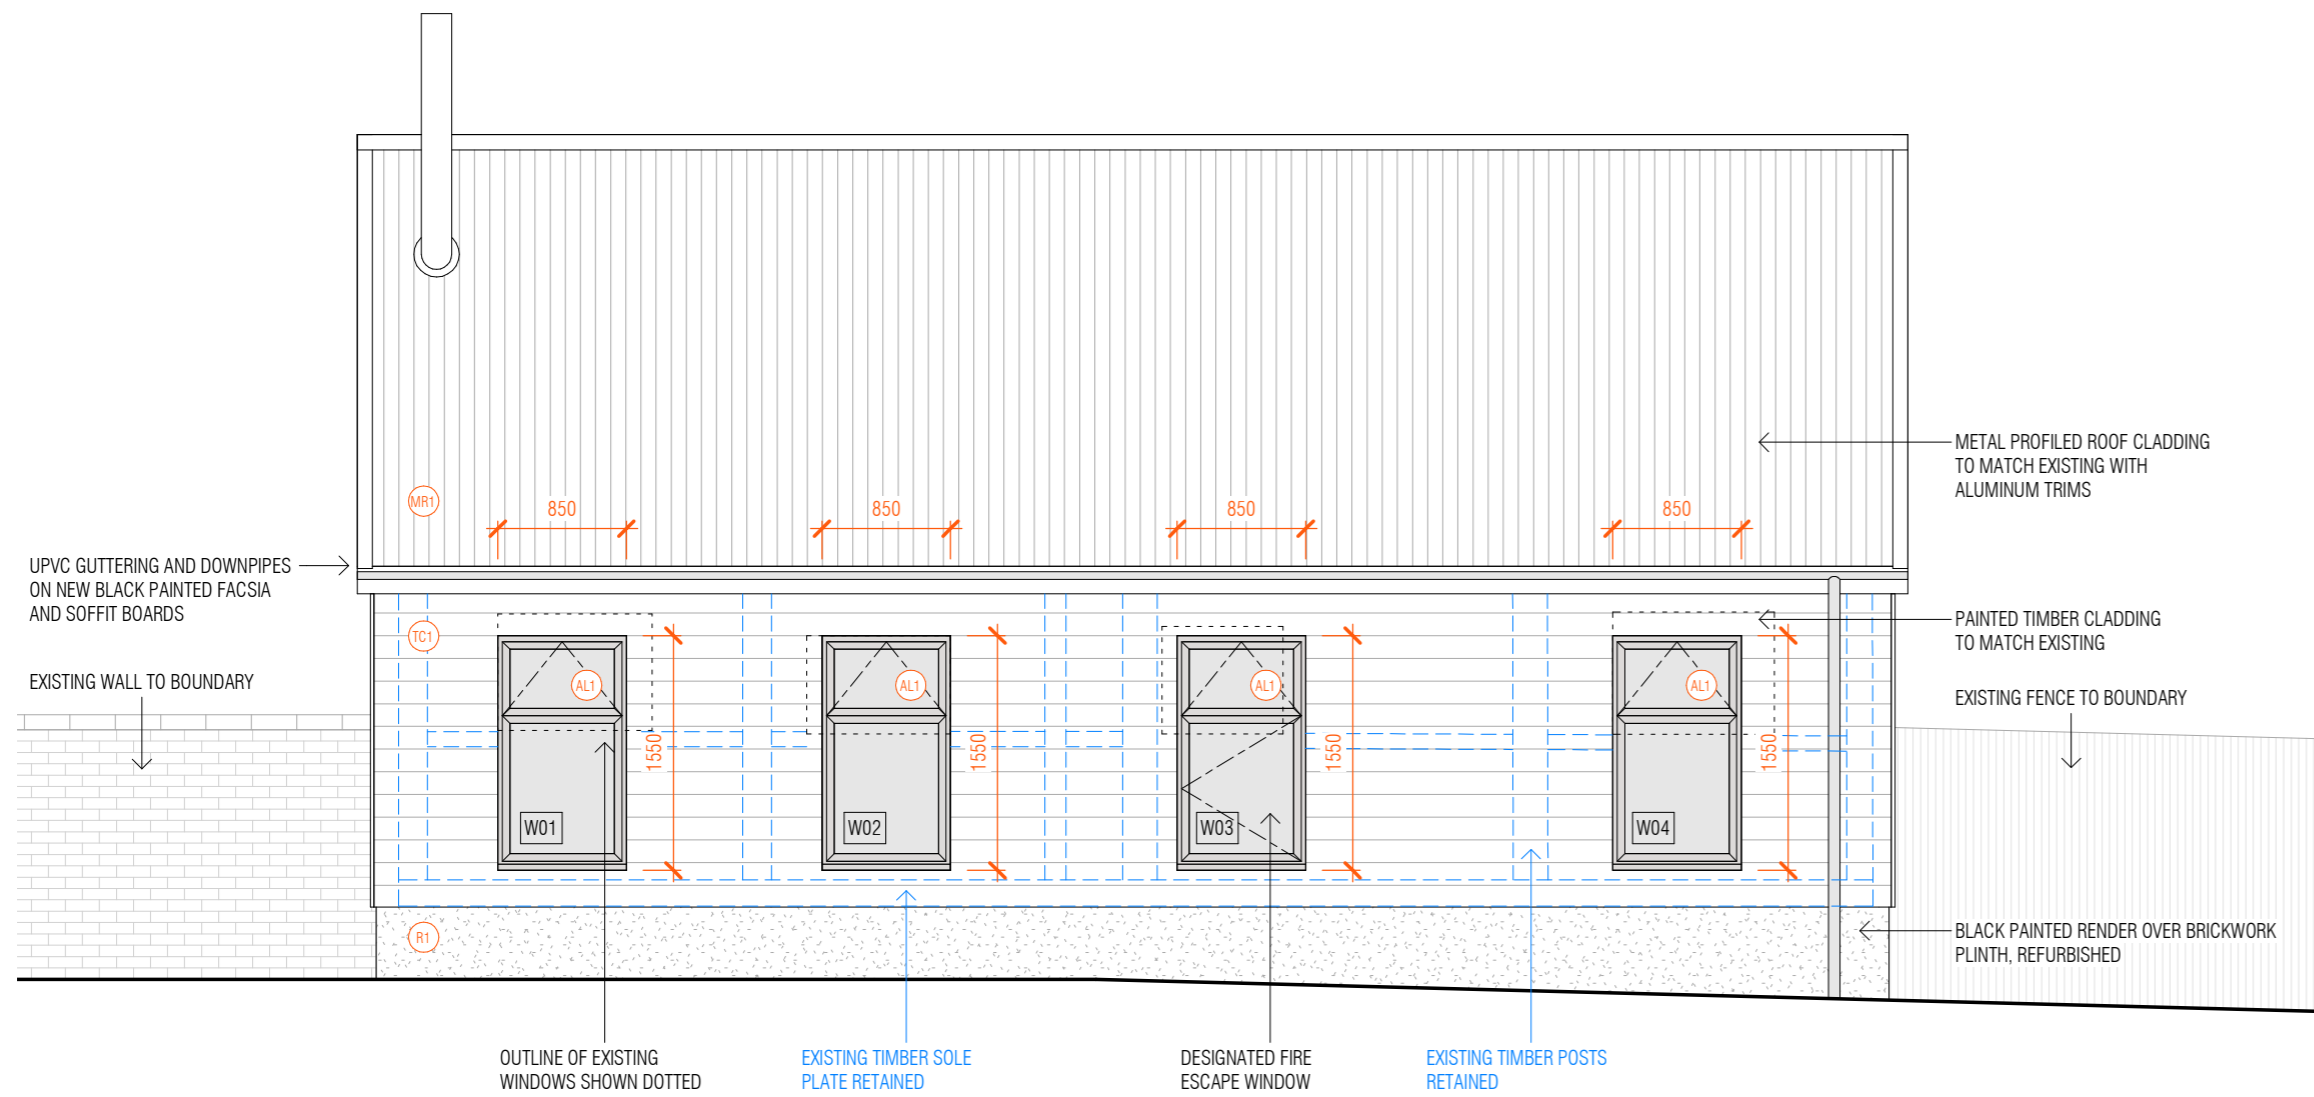 METAL PROFILED ROOF CLADDING
TO MATCH EXISTING WITH
ALUMINUM TRIMS
MR1
850
850
850
850
UPVC GUTTERING AND DOWNPIPES
ON NEW BLACK PAINTED FACSIA
AND SOFFIT BOARDS
TC1
PAINTED TIMBER CLADDING
TO MATCH EXISTING
EXISTING WALL TO BOUNDARY
AL1
AL1
AL1
AL1
EXISTING FENCE TO BOUNDARY
1550
1550
1550
1550
W01
W02
W03
W04
R1
BLACK PAINTED RENDER OVER BRICKWORK
PLINTH, REFURBISHED
OUTLINE OF EXISTING
WINDOWS SHOWN DOTTED
EXISTING TIMBER SOLE
PLATE RETAINED
DESIGNATED FIRE
ESCAPE WINDOW
EXISTING TIMBER POSTS
RETAINED